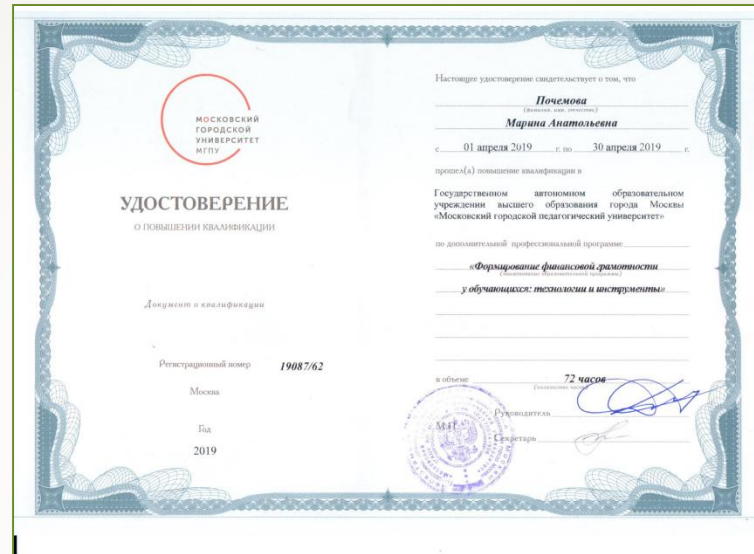 МОСКОВСКИЙ
ГОРОДСКОЙ
УНИВЕРСИТЕТ
МГПУ
УДОСТОВЕРЕНИЕ
О ПОВЫШЕНИИ КВАЛИФИКАЦИИ
Документ о квалификации
Регистрационный номер 19087/62
Москва
Год
2019
Настоящее удостоверение свидетельствует о том, что
Почемова
(фамилия, имя, отчество)
Марина Анатольевна
с 01 апреля 2019 г. по 30 апреля 2019 г.
прошел(а) повышение квалификации в
Государственном автономном образовательном
учреждении высшего образования города Москвы
«Московский городской педагогический университет»
по дополнительной профессиональной программе
«Формирование финансовой грамотности
у обучающихся: технологии и инструменты»
в объеме 72 часов
(количество часов)
Руководитель
М.П.
Секретарь